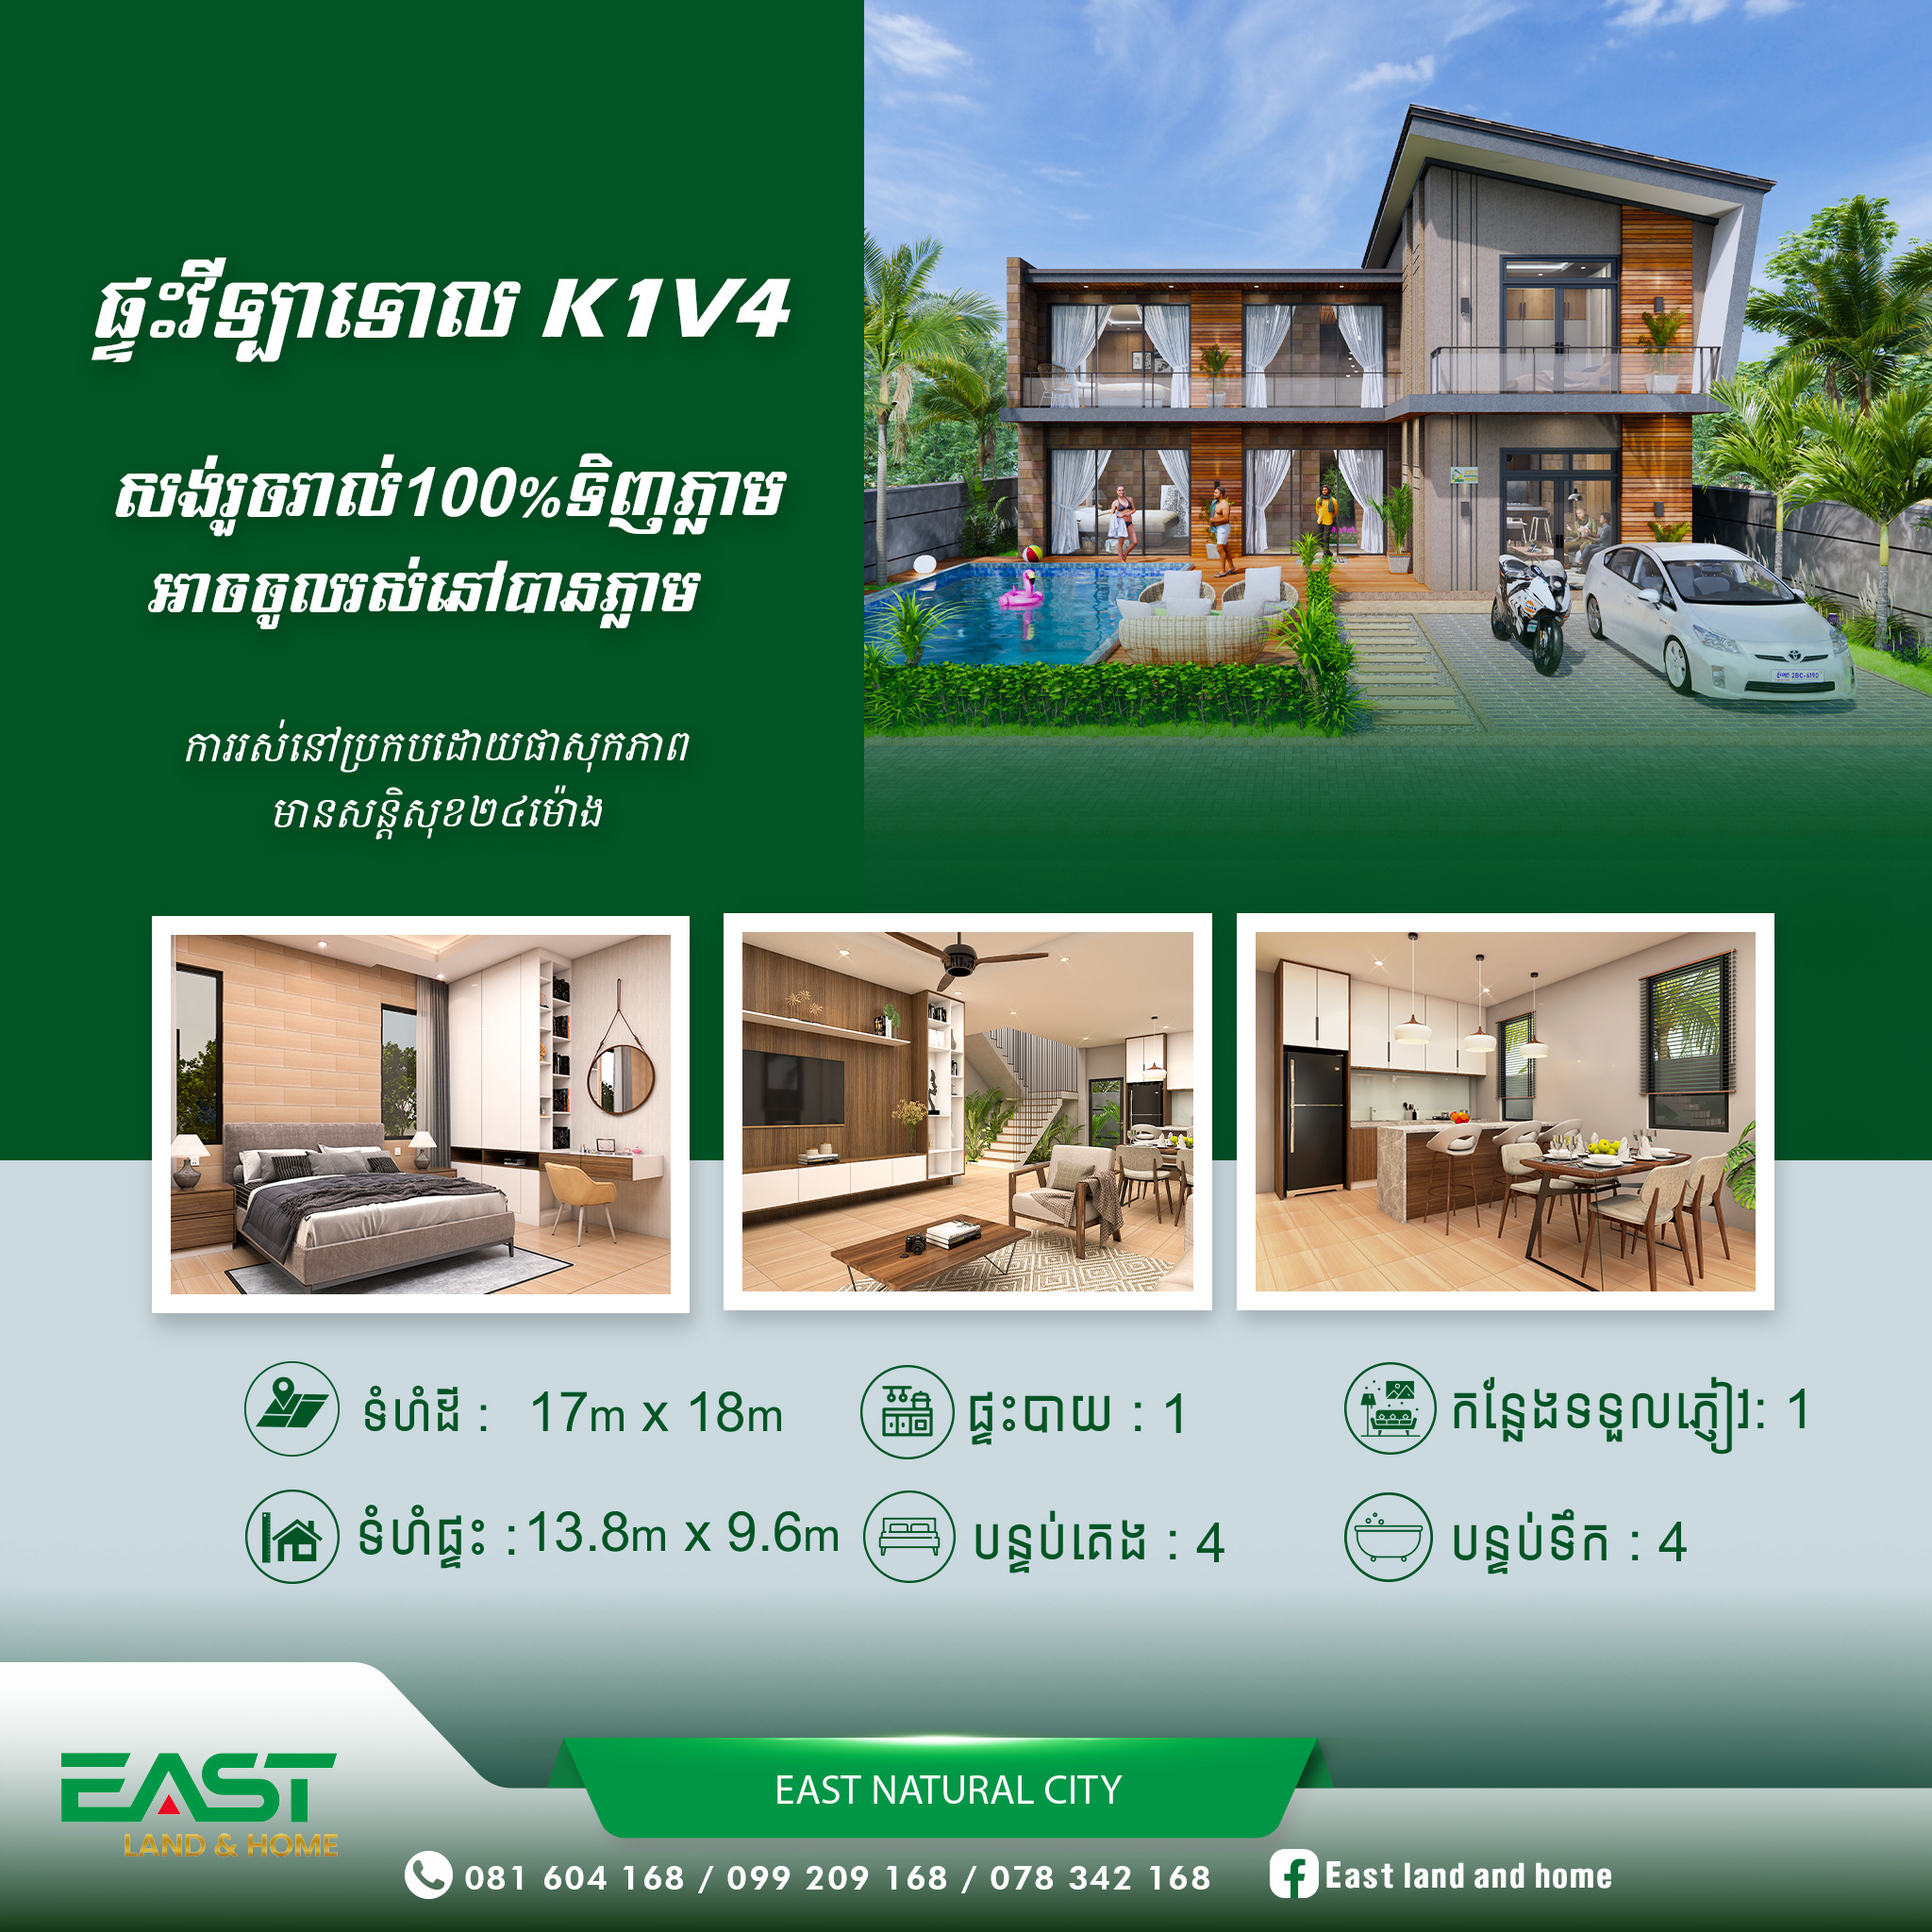 ផ្ទះវីឡាទោល K1V4
សង់រួចរាល់100%ទិញភ្លាម
អាចចូលរស់នៅបានភ្លាម
ការរស់នៅប្រកបដោយផាសុកភាព
មានសន្តិសុខ២៤ម៉ោង
ទំហំដី : 17m x 18m
ផ្ទះបាយ : 1
កន្លែងទទួលភ្ញៀវ: 1
ទំហំផ្ទះ :13.8m x 9.6m
បន្ទប់គេង : 4
បន្ទប់ទឹក : 4
EAST
LAND & HOME
EAST NATURAL CITY
081 604 168 / 099 209 168 / 078 342 168
East land and home